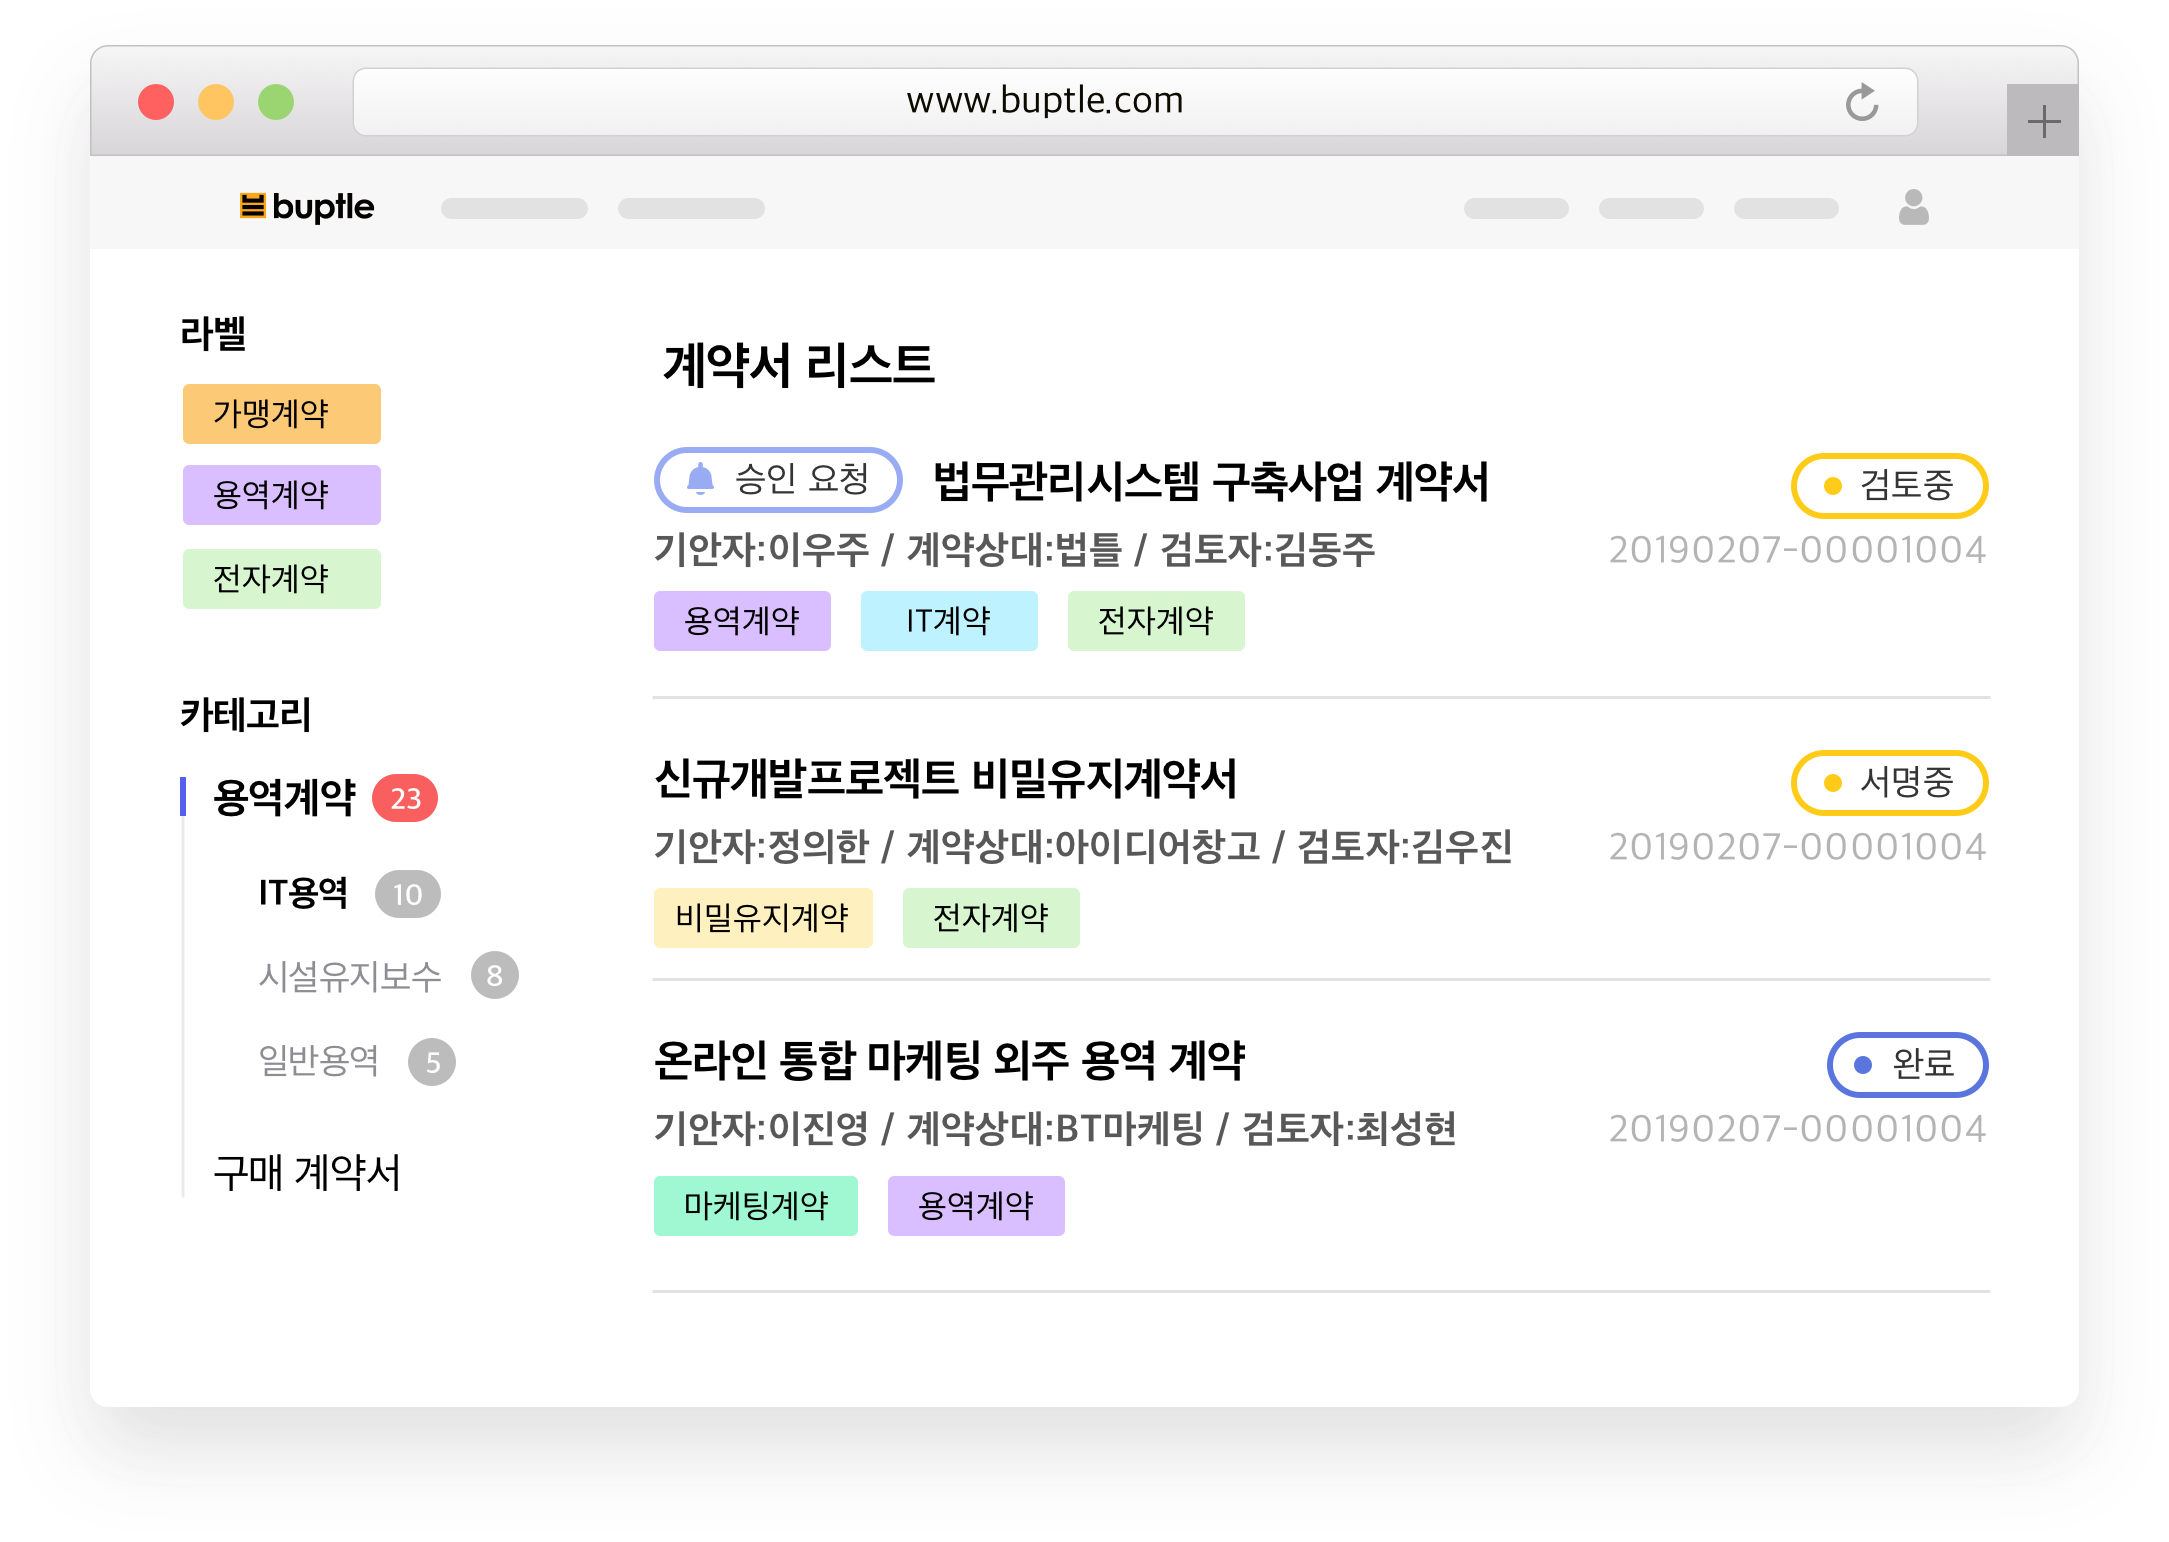 www.buptle.com
buptle
라벨
가맹계약
용역계약
전자계약
카테고리
용역계약 23
IT용역 10
시설유지보수 8
일반용역 5
구매 계약서
계약서 리스트
승인 요청 법무관리시스템 구축사업 계약서 검토중
기안자:이우주 / 계약상대:법틀 / 검토자:김동주 20190207-00001004
용역계약 IT계약 전자계약
신규개발프로젝트 비밀유지계약서 서명중
기안자:정의한 / 계약상대:아이디어창고 / 검토자:김우진 20190207-00001004
비밀유지계약 전자계약
온라인 통합 마케팅 외주 용역 계약 완료
기안자:이진영 / 계약상대:BT마케팅 / 검토자:최성현 20190207-00001004
마케팅계약 용역계약